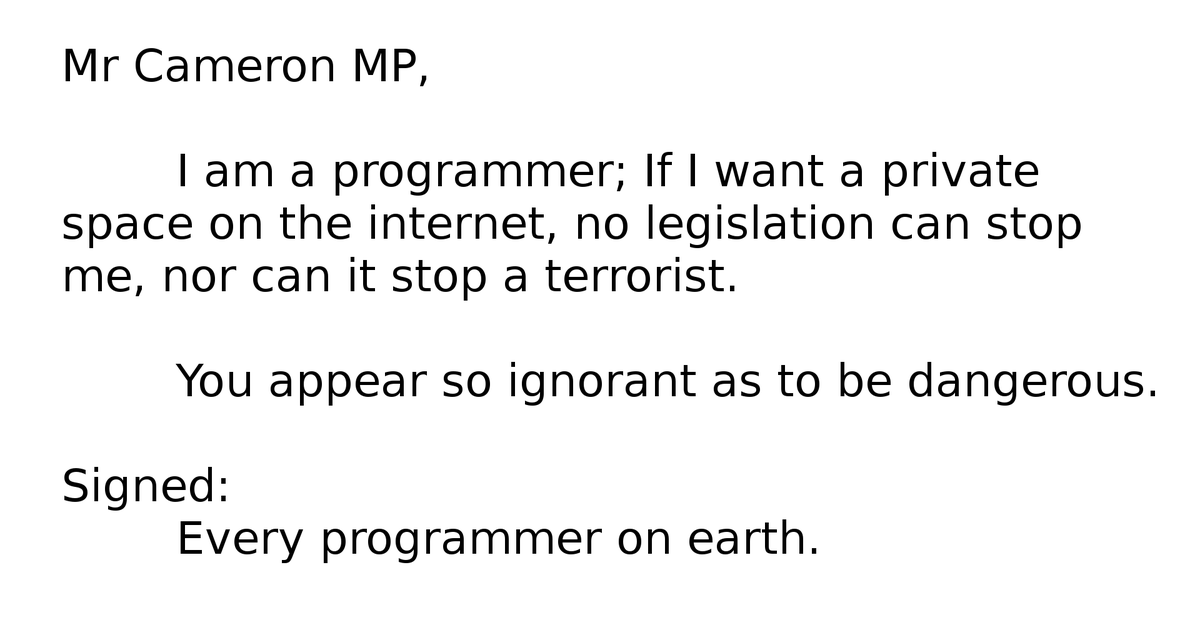 Mr Cameron MP,
I am a programmer; If I want a private
space on the internet, no legislation can stop
me, nor can it stop a terrorist.
You appear so ignorant as to be dangerous.
Signed:
Every programmer on earth.